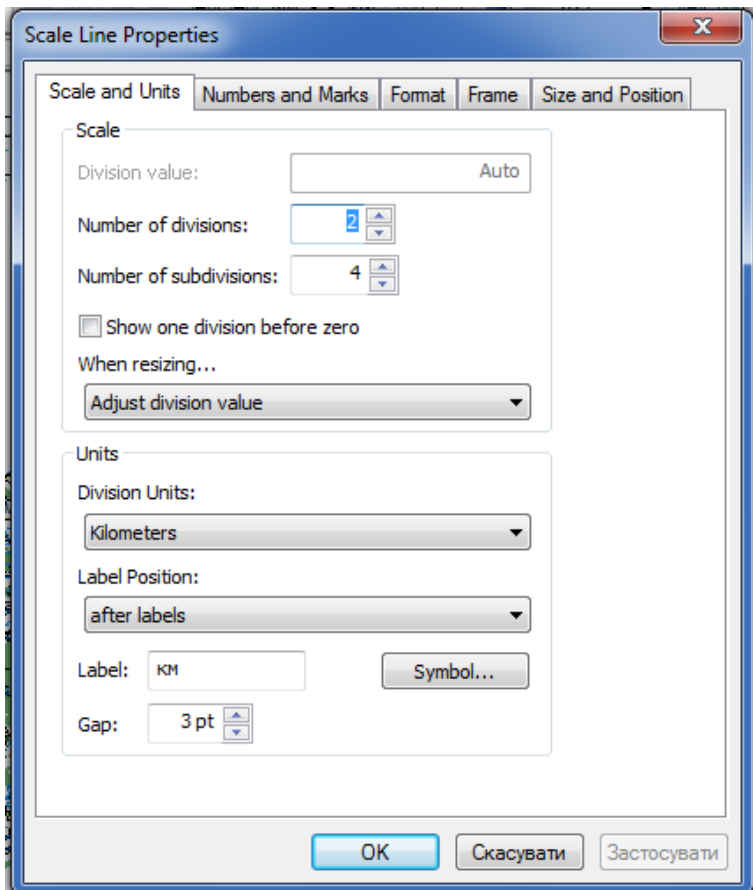 Scale Line Properties
Scale and Units Numbers and Marks Format Frame Size and Position
Scale
Division value: Auto
Number of divisions: 2
Number of subdivisions: 4
Show one division before zero
When resizing...
Adjust division value
Units
Division Units:
Kilometers
Label Position:
after labels
Label: км Symbol...
Gap: 3 pt
OK Скасувати Застосувати